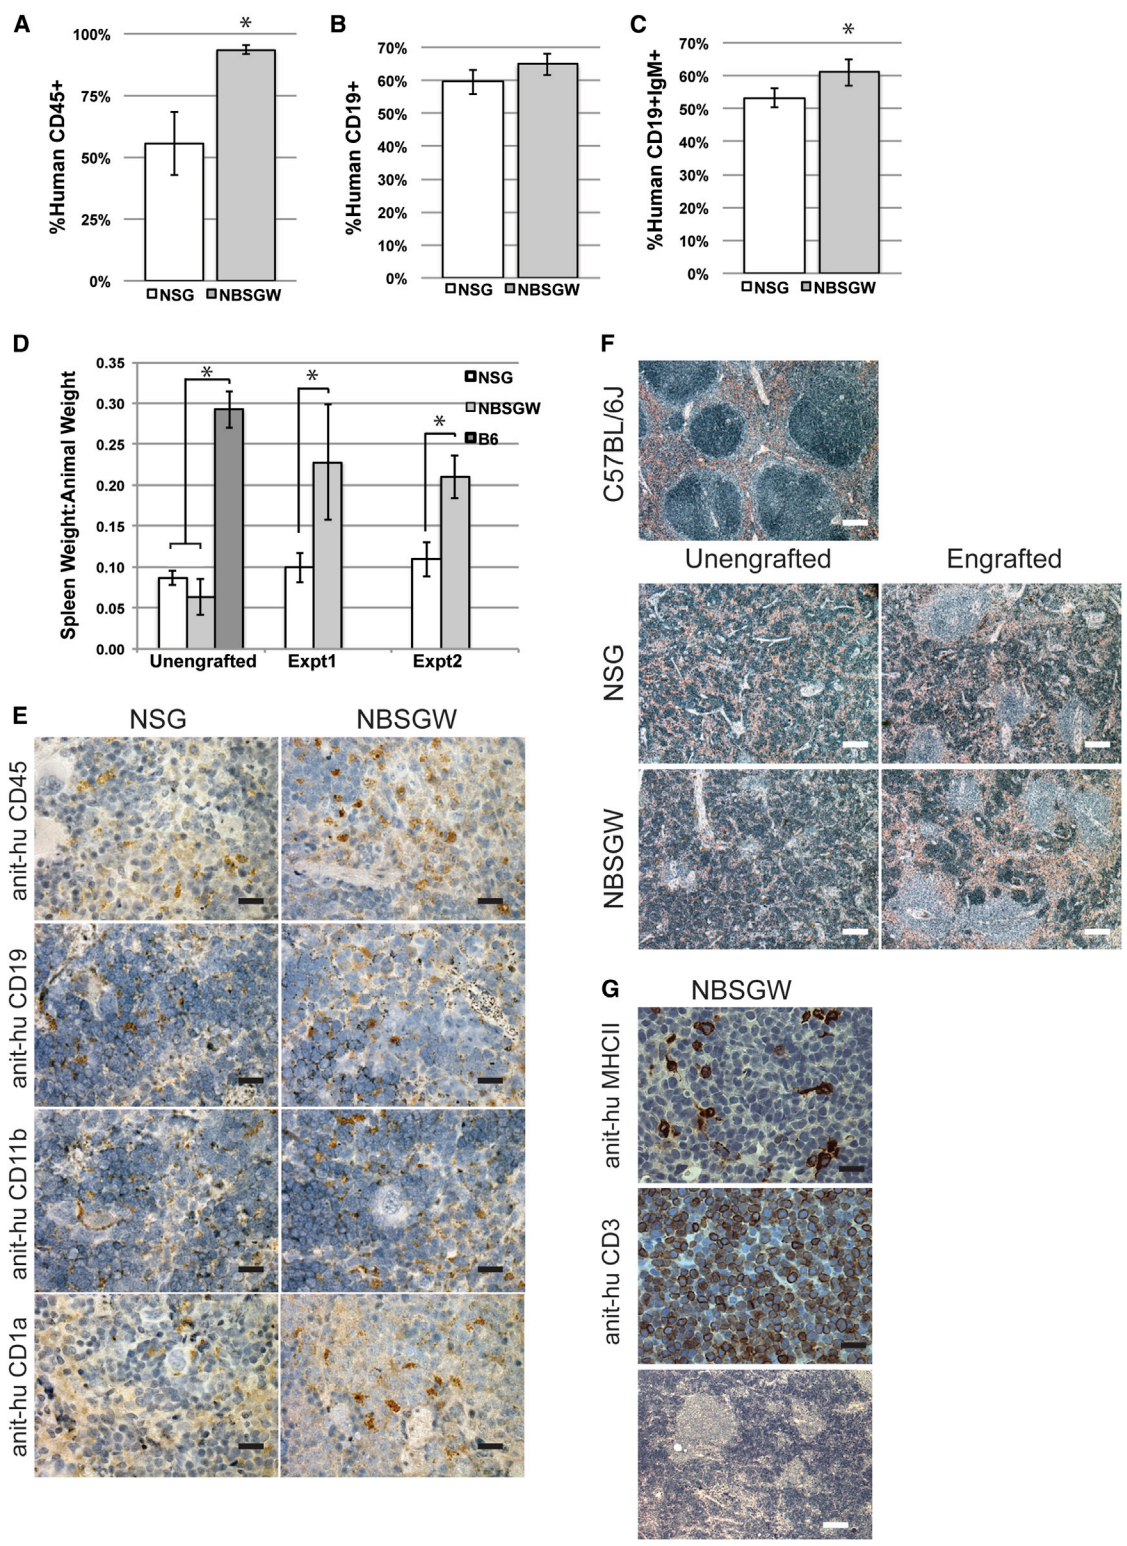 A
*
100%
75%
50%
25%
0%
%Human CD45+
NSG NBSGW
B
70%
60%
50%
40%
30%
20%
10%
0%
%Human CD19+
NSG NBSGW
C
*
70%
60%
50%
40%
30%
20%
10%
0%
%Human CD19+IgM+
NSG NBSGW
D
0.35
0.30
0.25
0.20
0.15
0.10
0.05
0.00
Spleen Weight:Animal Weight
* * *
NSG
NBSGW
B6
Unengrafted Expt1 Expt2
E
NSG NBSGW
anit-hu CD45
anit-hu CD19
anit-hu CD11b
anit-hu CD1a
F
C57BL/6J
Unengrafted Engrafted
NSG
NBSGW
G
NBSGW
anit-hu MHCII
anit-hu CD3